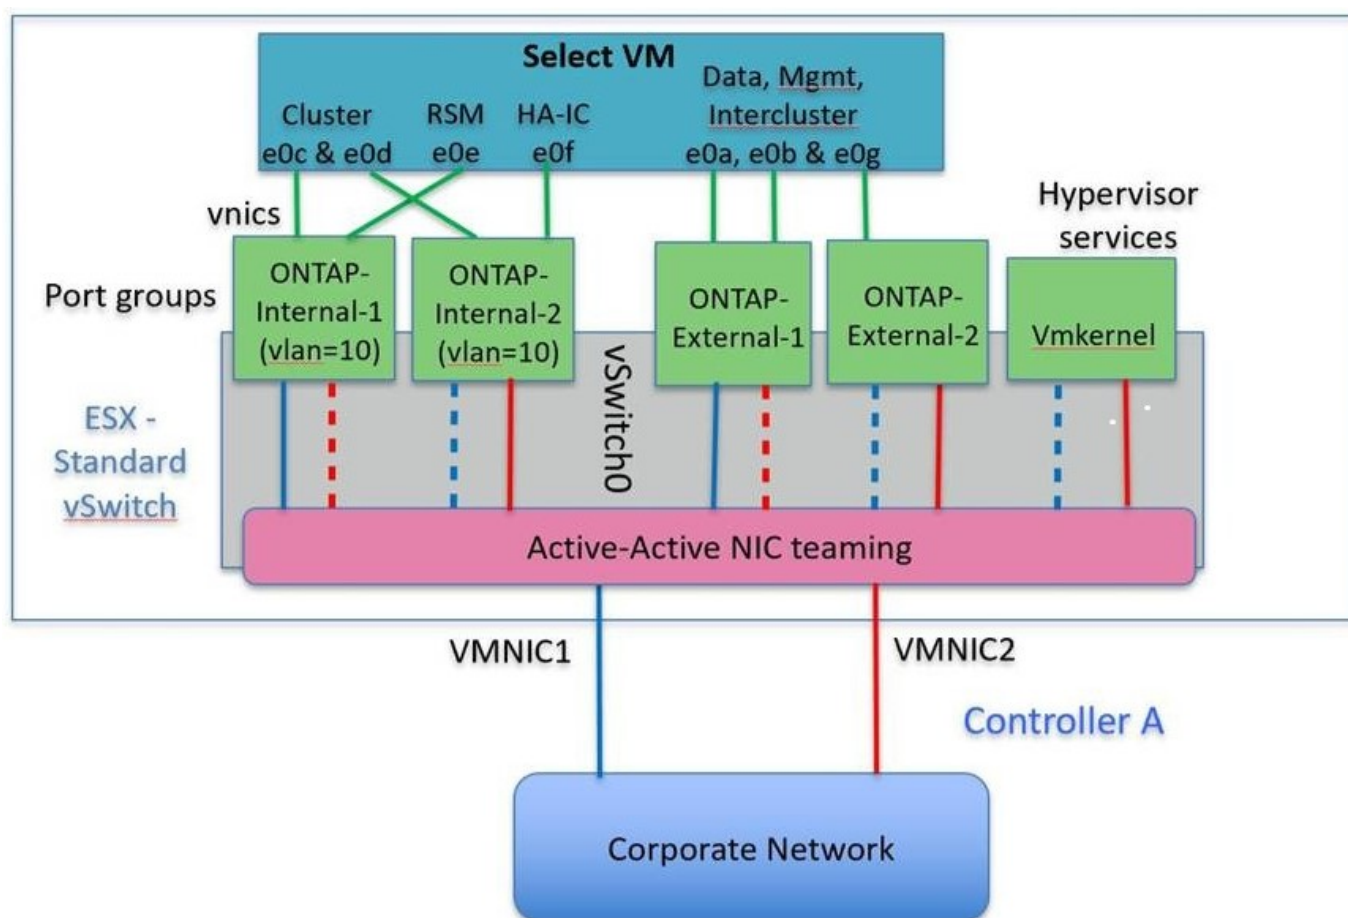 Select VM
Cluster
e0c & e0d
RSM
e0e
HA-IC
e0f
Data, Mgmt,
Intercluster
e0a, e0b & e0g
vnics
Hypervisor
services
Port groups
ONTAP-
Internal-1
(vlan=10)
ONTAP-
Internal-2
(vlan=10)
ONTAP-
External-1
ONTAP-
External-2
Vmkernel
vSwitch0
ESX -
Standard
vSwitch
Active-Active NIC teaming
VMNIC1
VMNIC2
Controller A
Corporate Network